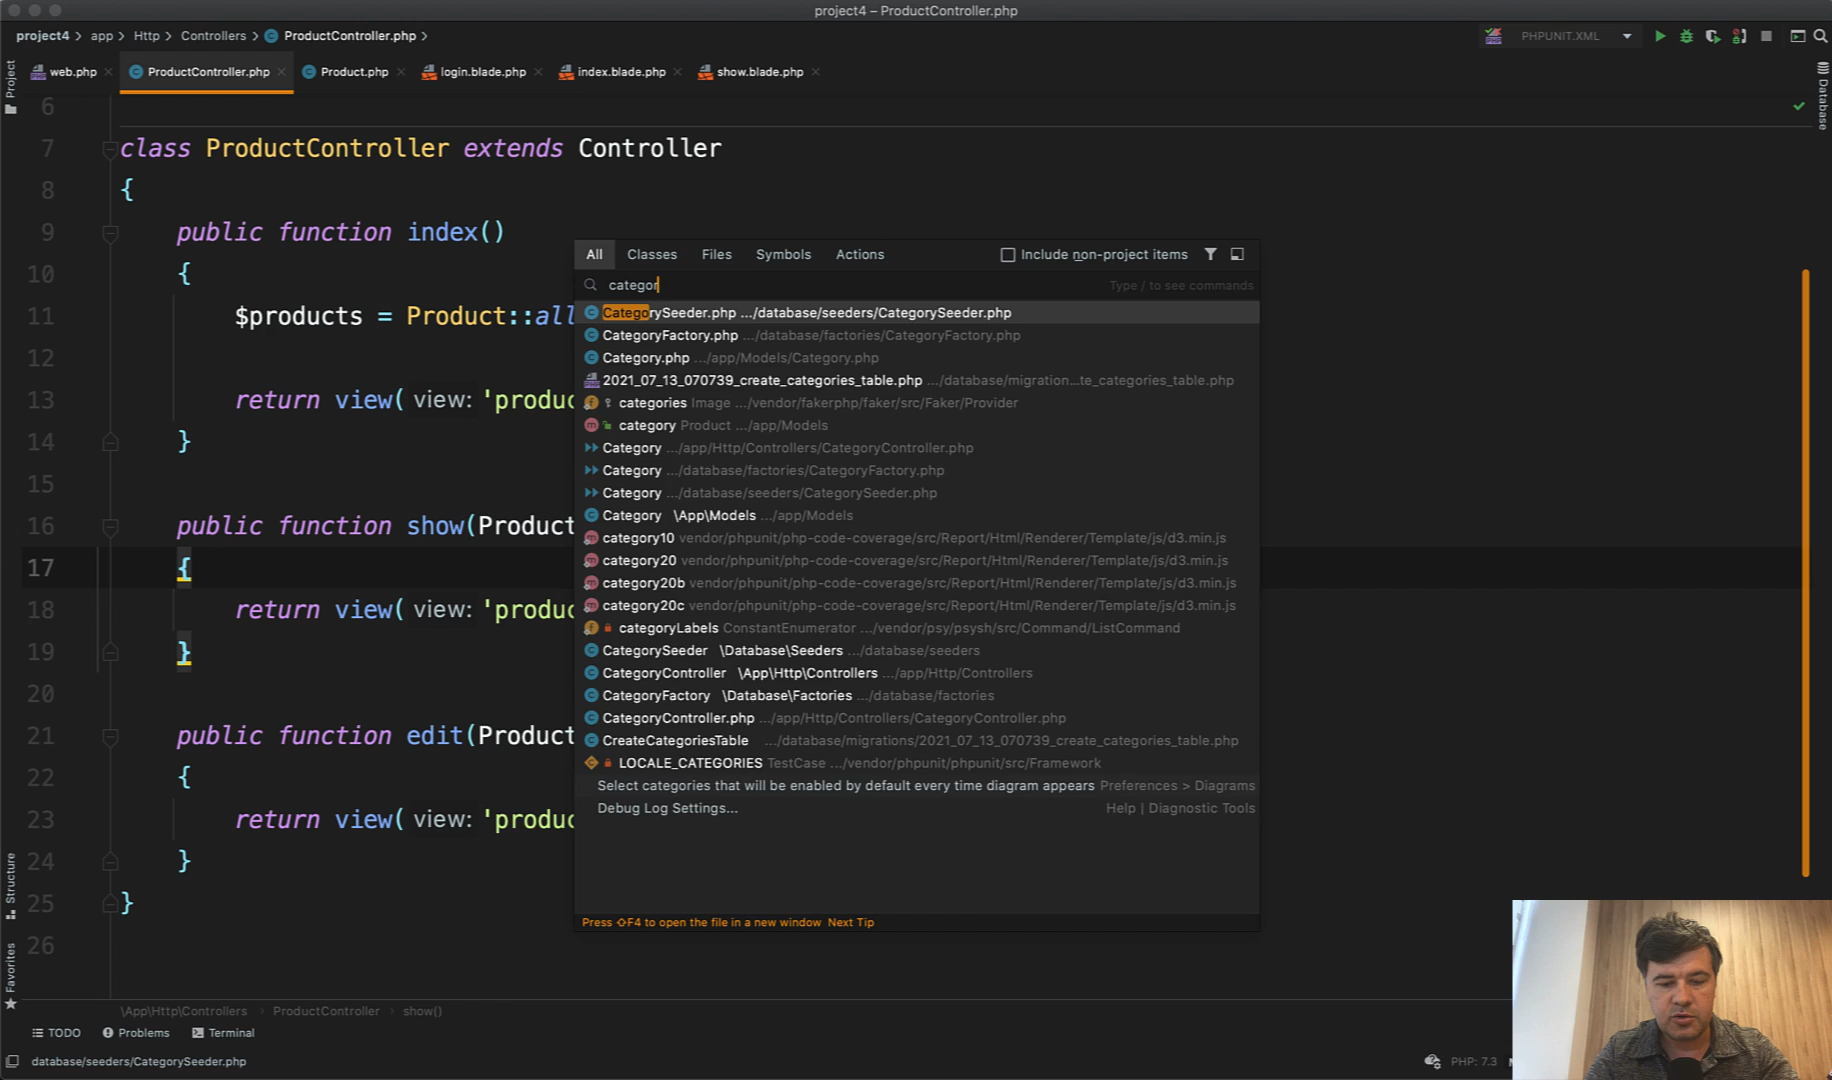 project4 – ProductController.php
project4 app Http Controllers ProductController.php
PHPUNIT.XML
Project
web.php ProductController.php Product.php login.blade.php index.blade.php show.blade.php
Database
6
7 class ProductController extends Controller
8 {
9 public function index()
10 {
11 $products = Product::all
12
13 return view( view: 'produc
14 }
15
16 public function show(Product
17 {
18 return view( view: 'produc
19 }
20
21 public function edit(Product
22 {
23 return view( view: 'produc
24 }
25 }
26
All Classes Files Symbols Actions Include non-project items
categor Type / to see commands
CategorySeeder.php .../database/seeders/CategorySeeder.php
CategoryFactory.php .../database/factories/CategoryFactory.php
Category.php .../app/Models/Category.php
2021_07_13_070739_create_categories_table.php .../database/migration...te_categories_table.php
categories Image .../vendor/fakerphp/faker/src/Faker/Provider
category Product .../app/Models
Category .../app/Http/Controllers/CategoryController.php
Category .../database/factories/CategoryFactory.php
Category .../database/seeders/CategorySeeder.php
Category \App\Models .../app/Models
category10 vendor/phpunit/php-code-coverage/src/Report/Html/Renderer/Template/js/d3.min.js
category20 vendor/phpunit/php-code-coverage/src/Report/Html/Renderer/Template/js/d3.min.js
category20b vendor/phpunit/php-code-coverage/src/Report/Html/Renderer/Template/js/d3.min.js
category20c vendor/phpunit/php-code-coverage/src/Report/Html/Renderer/Template/js/d3.min.js
categoryLabels ConstantEnumerator .../vendor/psy/psysh/src/Command/ListCommand
CategorySeeder \Database\Seeders .../database/seeders
CategoryController \App\Http\Controllers .../app/Http/Controllers
CategoryFactory \Database\Factories .../database/factories
CategoryController.php .../app/Http/Controllers/CategoryController.php
CreateCategoriesTable .../database/migrations/2021_07_13_070739_create_categories_table.php
LOCALE_CATEGORIES TestCase .../vendor/phpunit/phpunit/src/Framework
Select categories that will be enabled by default every time diagram appears Preferences > Diagrams
Debug Log Settings... Help | Diagnostic Tools
Press ⇧F4 to open the file in a new window Next Tip
Structure
Favorites
\App\Http\Controllers ProductController show()
TODO Problems Terminal
database/seeders/CategorySeeder.php PHP: 7.3